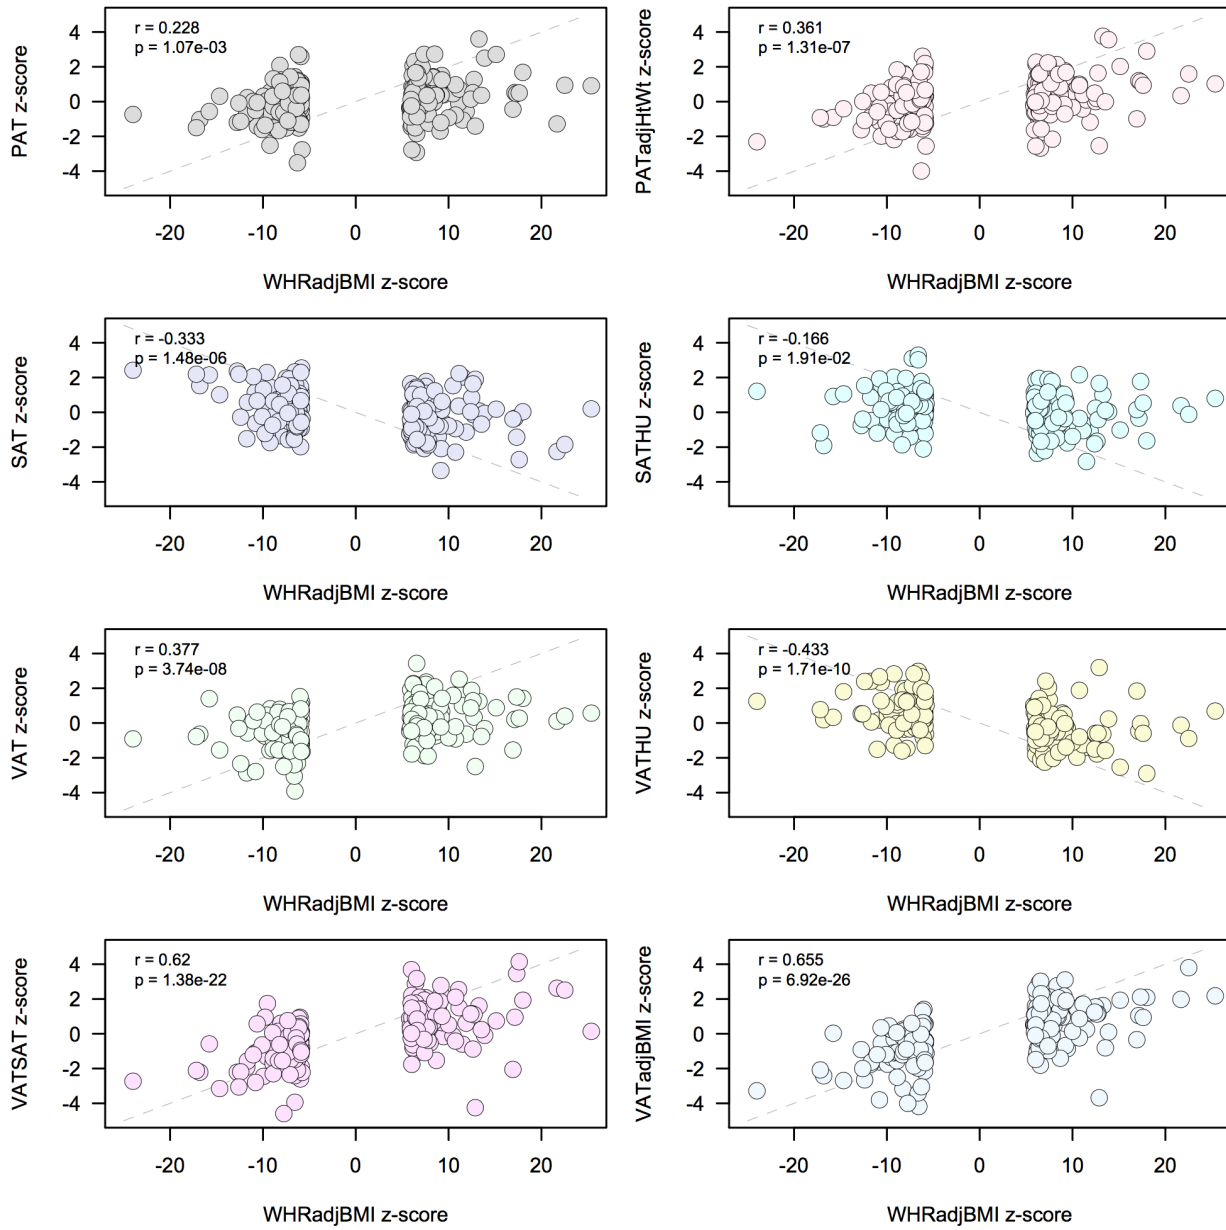 r = 0.228
p = 1.07e-03
PAT z-score
4
2
0
-2
-4
-20
-10
0
10
20
WHRadjBMI z-score
r = 0.361
p = 1.31e-07
PATadjHtWt z-score
4
2
0
-2
-4
-20
-10
0
10
20
WHRadjBMI z-score
r = -0.333
p = 1.48e-06
SAT z-score
4
2
0
-2
-4
-20
-10
0
10
20
WHRadjBMI z-score
r = -0.166
p = 1.91e-02
SATHU z-score
4
2
0
-2
-4
-20
-10
0
10
20
WHRadjBMI z-score
r = 0.377
p = 3.74e-08
VAT z-score
4
2
0
-2
-4
-20
-10
0
10
20
WHRadjBMI z-score
r = -0.433
p = 1.71e-10
VATHU z-score
4
2
0
-2
-4
-20
-10
0
10
20
WHRadjBMI z-score
r = 0.62
p = 1.38e-22
VATSAT z-score
4
2
0
-2
-4
-20
-10
0
10
20
WHRadjBMI z-score
r = 0.655
p = 6.92e-26
VATadjBMI z-score
4
2
0
-2
-4
-20
-10
0
10
20
WHRadjBMI z-score